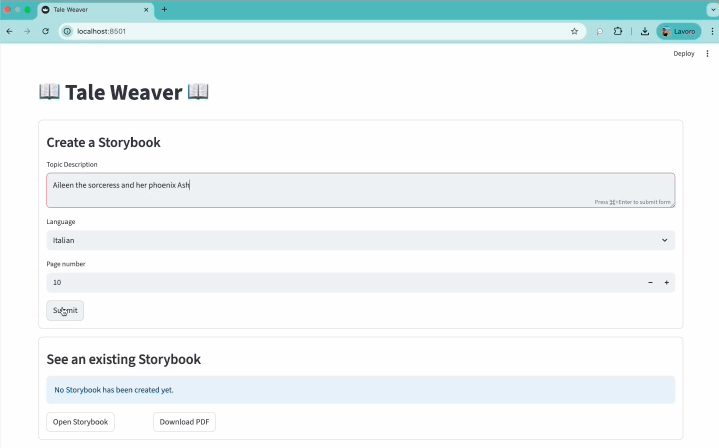 Tale Weaver
localhost:8501
Lavoro
Deploy
📖 Tale Weaver 📖
Create a Storybook
Topic Description
Aileen the sorceress and her phoenix Ash
Press ⌘+Enter to submit form
Language
Italian
Page number
10
Submit
See an existing Storybook
No Storybook has been created yet.
Open Storybook
Download PDF